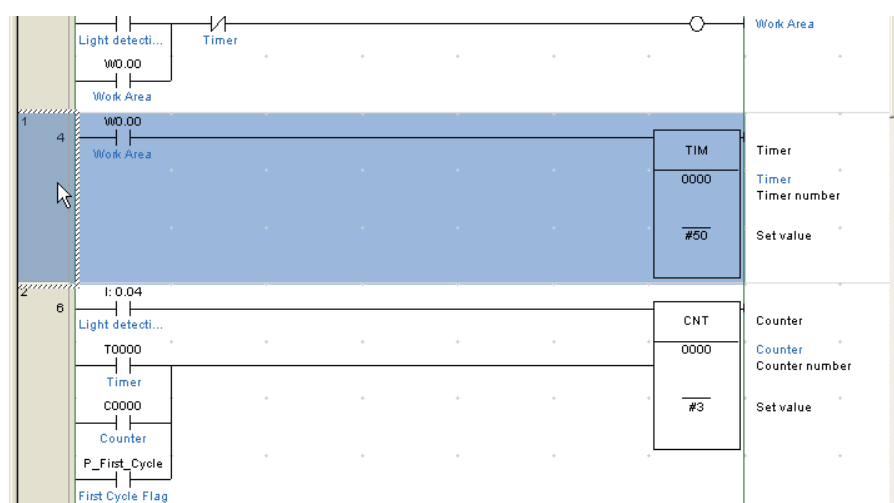 Light detecti... Timer Work Area
W0.00
Work Area
1 W0.00
4
Work Area TIM Timer
0000 Timer
Timer number
#50 Set value
2 I: 0.04
6
Light detecti... CNT Counter
T0000 0000 Counter
Counter number
Timer
C0000 #3 Set value
Counter
P_First_Cycle
First Cycle Flag